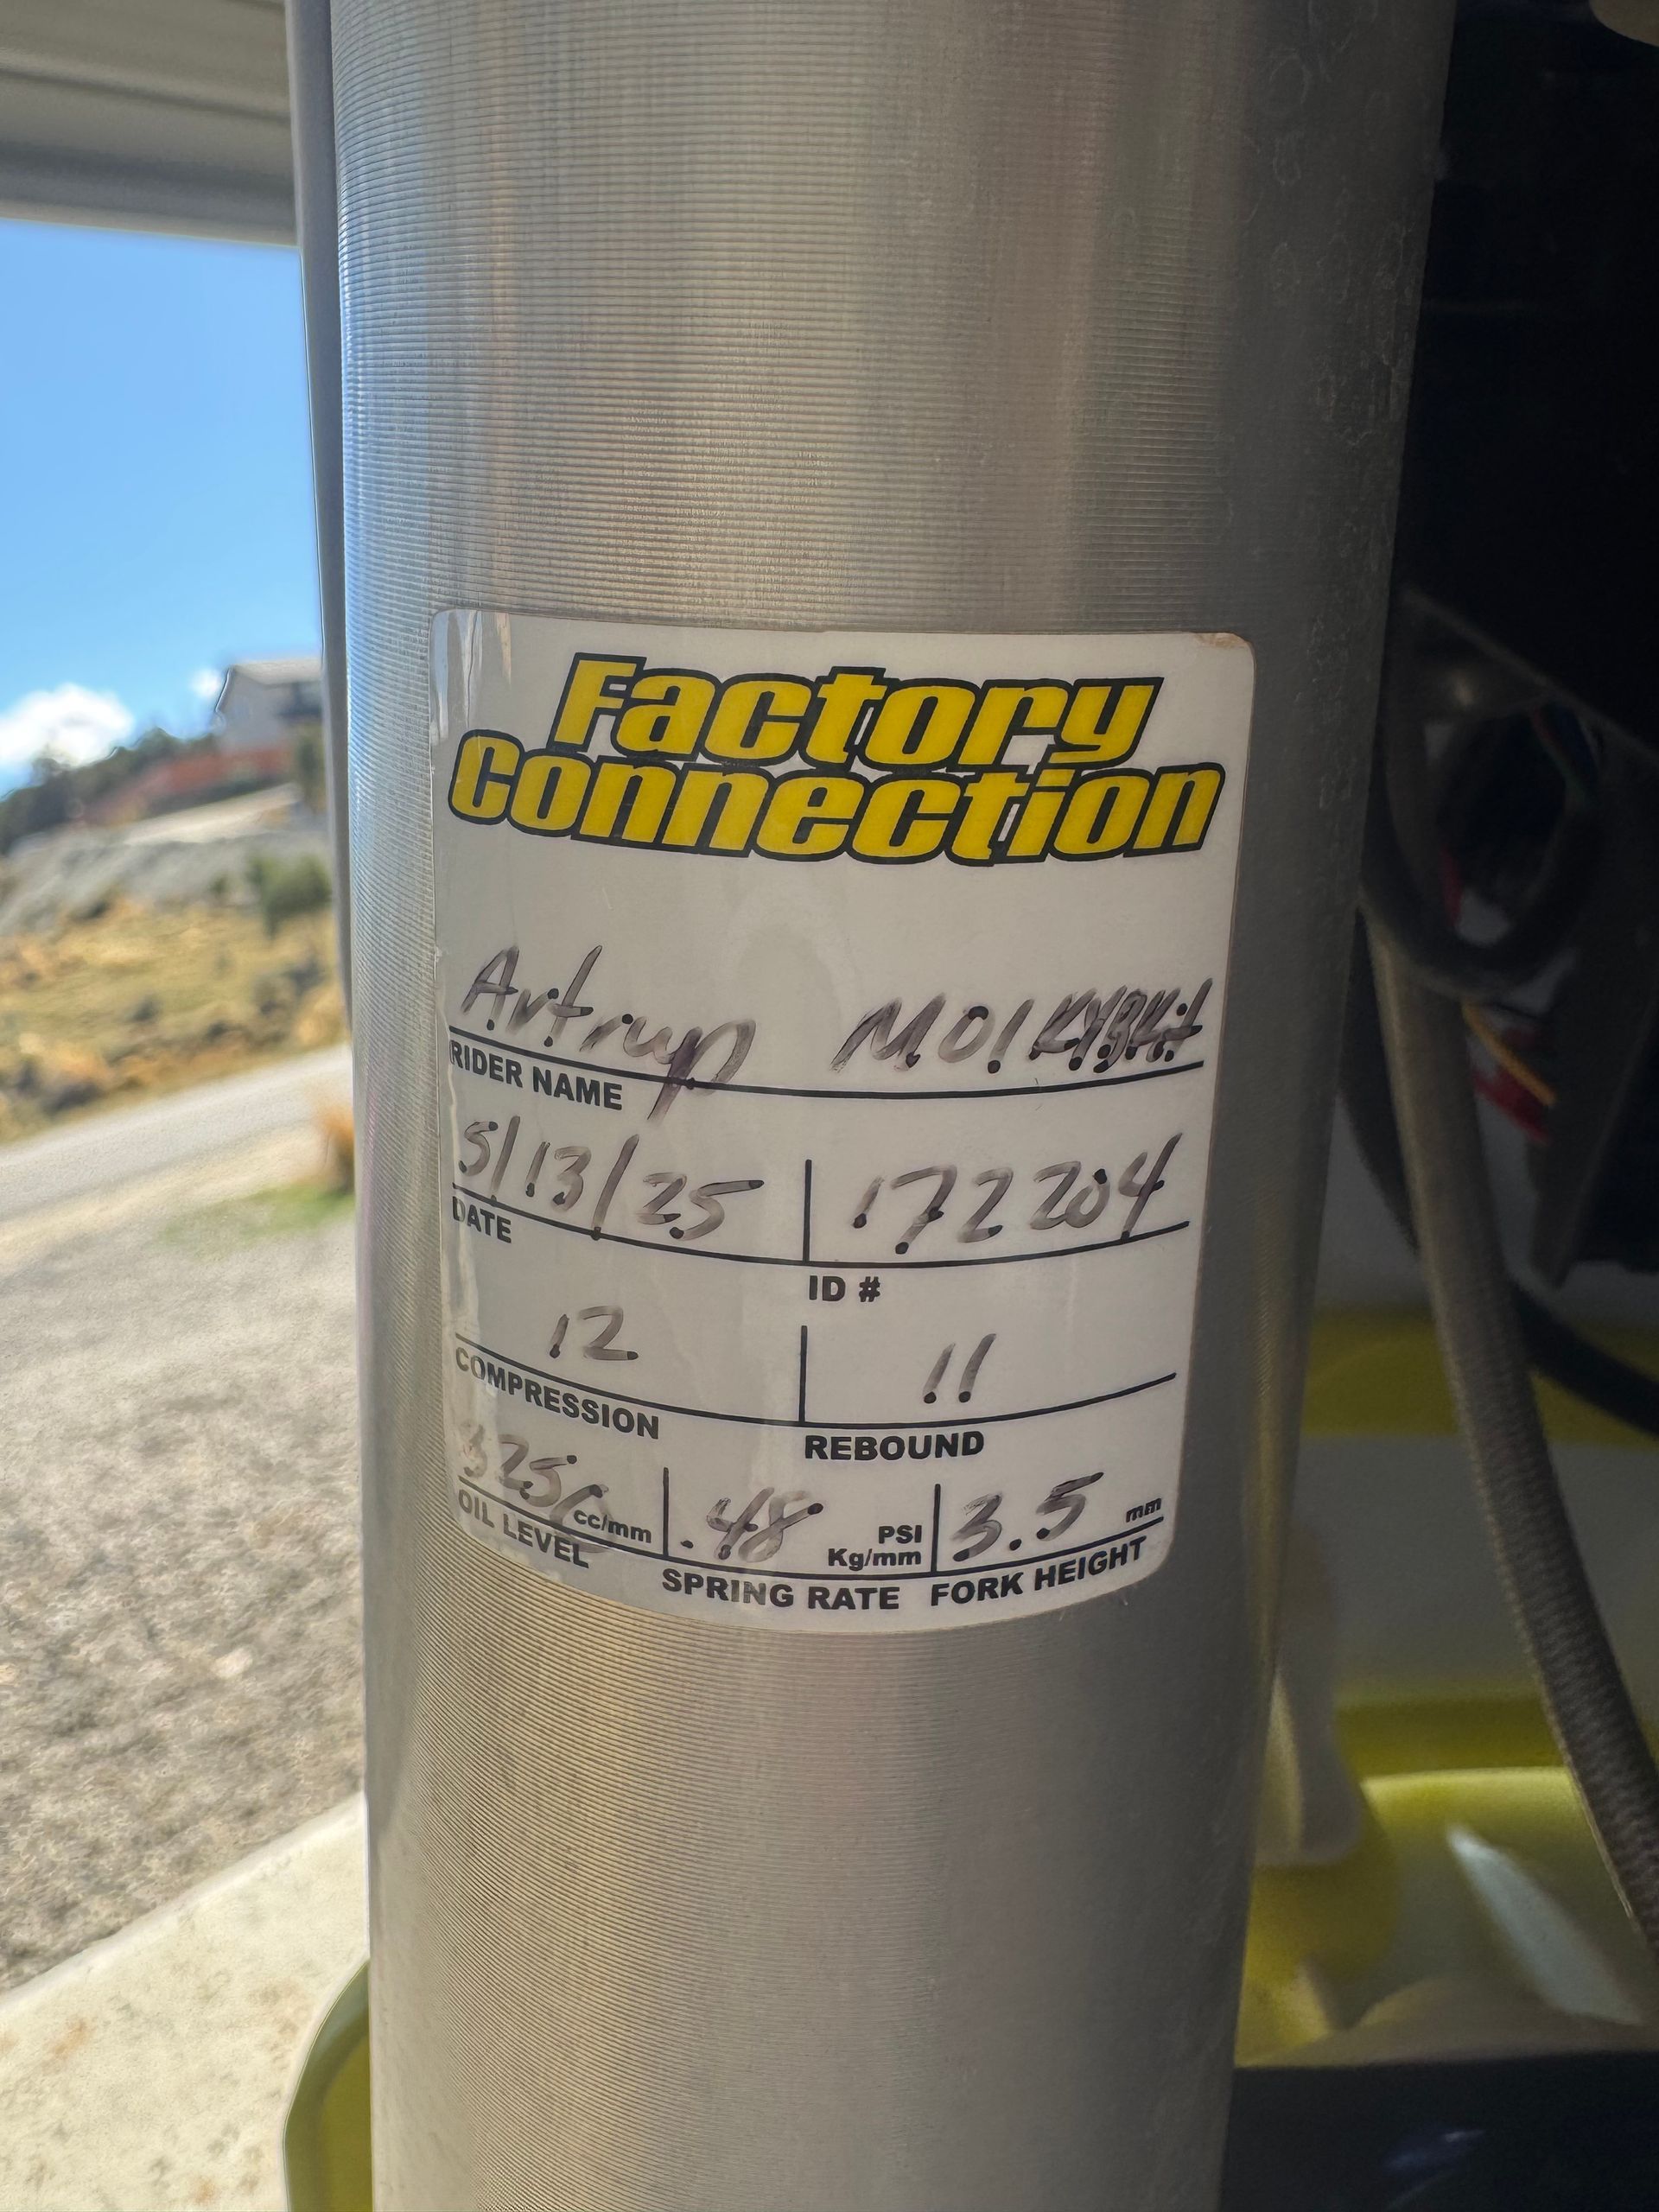 Factory
Connection
Artrup
RIDER NAME
5/13/25 172204
DATE ID #
12 11
COMPRESSION REBOUND
325 cc/mm .48 PSI Kg/mm 3.5 mm
OIL LEVEL SPRING RATE FORK HEIGHT